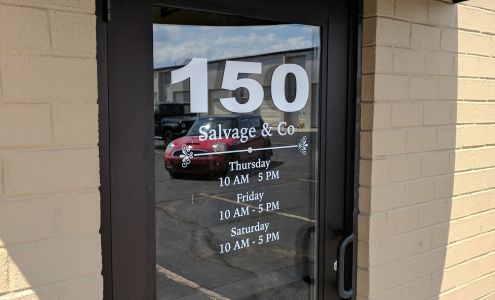 150
Salvage & Co
Thursday
10 AM 5 PM
Friday
10 AM - 5 PM
Saturday
10 AM - 5 PM